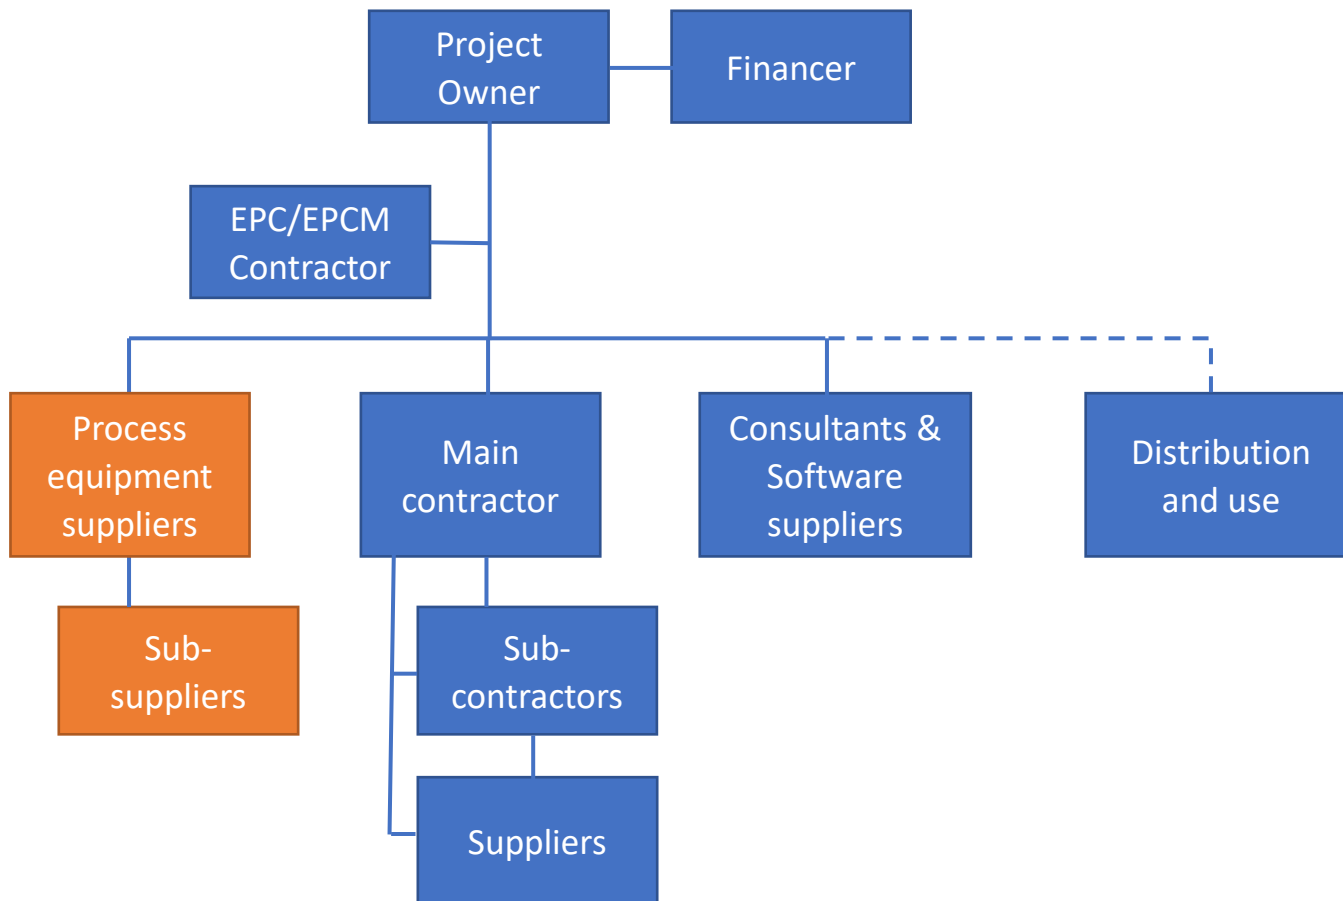 Project
Owner
Financer
EPC/EPCM
Contractor
Process
equipment
suppliers
Main
contractor
Consultants &
Software
suppliers
Distribution
and use
Sub-
suppliers
Sub-
contractors
Suppliers